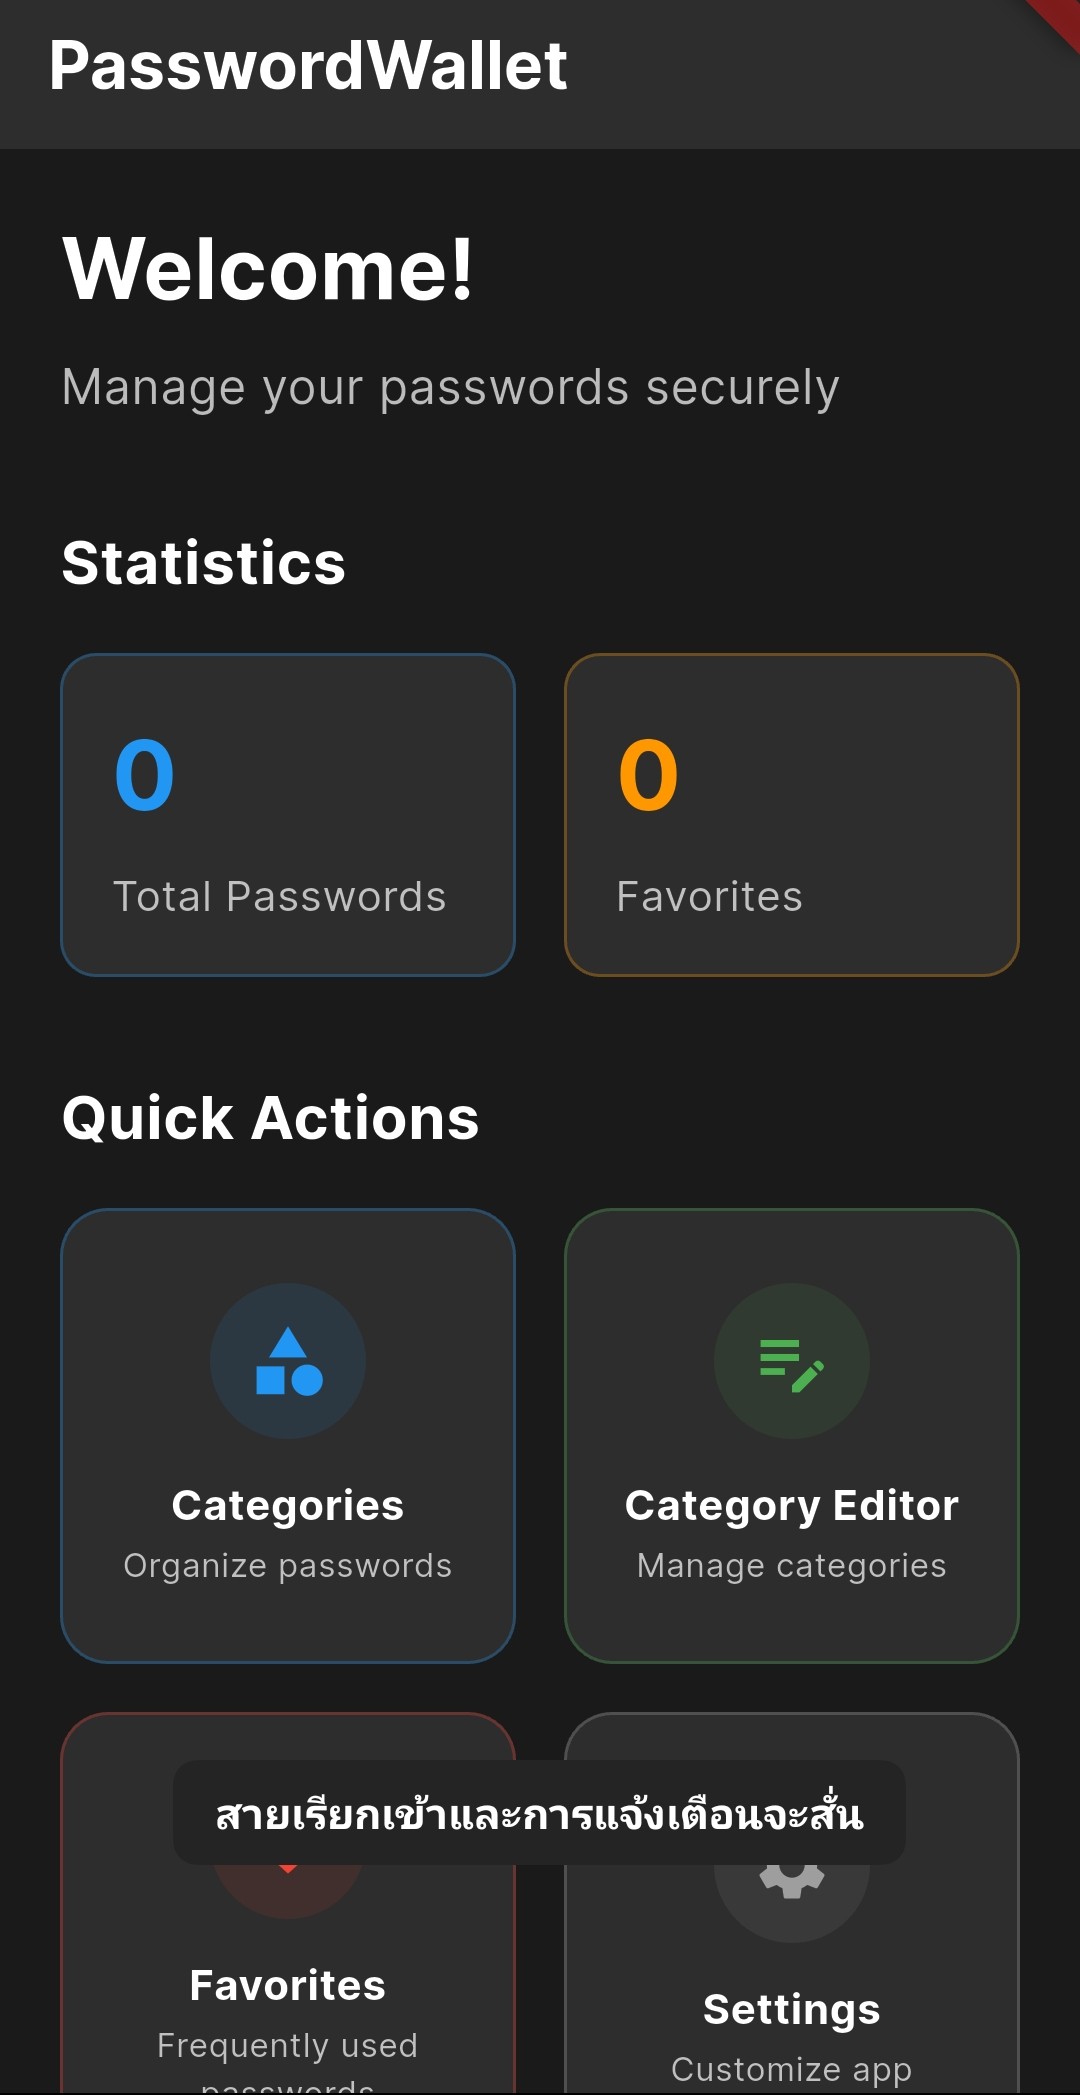 PasswordWallet
Welcome!
Manage your passwords securely
Statistics
0
Total Passwords
0
Favorites
Quick Actions
Categories
Organize passwords
Category Editor
Manage categories
สายเรียกเข้าและการแจ้งเตือนจะสั่น
Favorites
Frequently used
passwords
Settings
Customize app